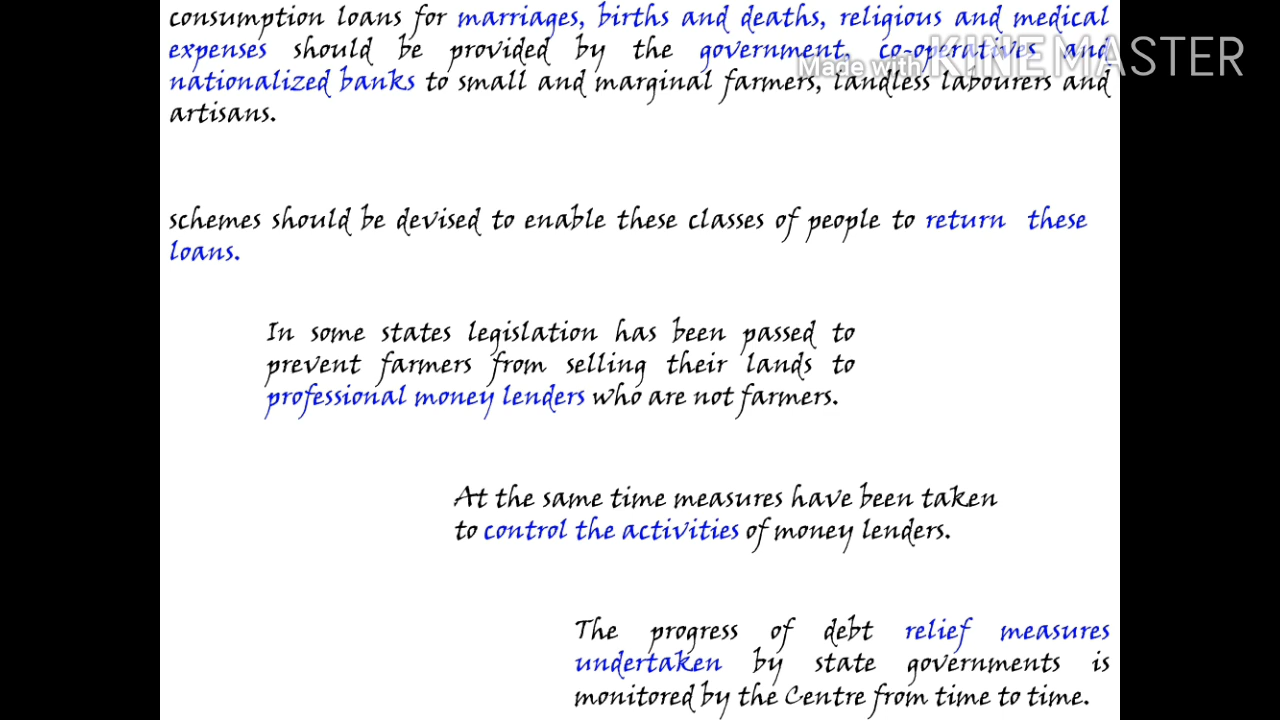 consumption loans for marriages, births and deaths, religious and medical
expenses should be provided by the government, co-operatives and
Made with KINEMASTER
nationalized banks to small and marginal farmers, landless labourers and
artisans.
schemes should be devised to enable these classes of people to return these
loans.
In some states legislation has been passed to
prevent farmers from selling their lands to
professional money lenders who are not farmers.
At the same time measures have been taken
to control the activities of money lenders.
The progress of debt relief measures
undertaken by state governments is
monitored by the Centre from time to time.